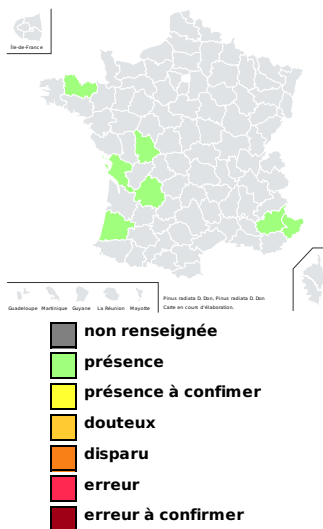 Île-de-France
Guadeloupe Martinique Guyane La Réunion Mayotte
Pinus radiata D. Don, Pinus radiata D. Don
Carte en cours d'élaboration.
non renseignée
présence
présence à confimer
douteux
disparu
erreur
erreur à confirmer